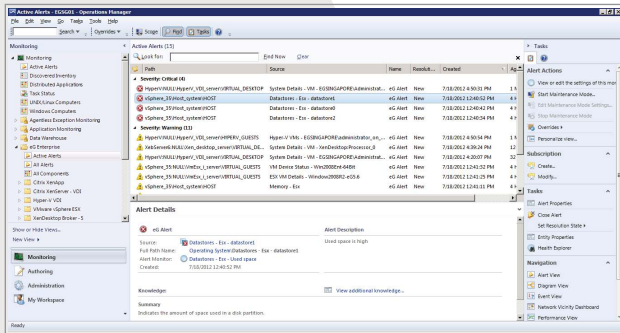 Active Alerts - EGSG01 - Operations Manager
File Edit View Go Tasks Tools Help
Search Overrides Scope Find Tasks
Monitoring
Monitoring
Active Alerts
Discovered Inventory
Distributed Applications
Task Status
UNIX/Linux Computers
Windows Computers
Agentless Exception Monitoring
Application Monitoring
Data Warehouse
eG Enterprise
Active Alerts
All Alerts
All Components
Citrix XenApp
Citrix XenServer - VDI
Hyper-V VDI
VMware vSphere ESX
XenDesktop Broker - 5
Show or Hide Views...
New View
Monitoring
Authoring
Administration
My Workspace
Ready
Active Alerts (15)
Look for: Find Now Clear
Path Source Name Resoluti... Created
Severity: Critical (4)
HyperV\NULL\HyperV_VDI_server\VIRTUAL_DESKTOP System Details - VM - EGSINGAPORE\Administrat... eG Alert New 7/18/2012 4:50:31 PM
vSphere_35\Host_system\HOST Datastores - Esx - datastore1 eG Alert New 7/18/2012 12:40:52 PM
vSphere_35\Host_system\HOST Datastores - Esx - datastore0 eG Alert New 7/18/2012 12:40:42 PM
vSphere_35\Host_system\HOST Datastores - Esx - datastore2 eG Alert New 7/18/2012 12:40:34 PM
Severity: Warning (11)
HyperV\NULL\HyperV_VDI_server\HYPERV_GUESTS Hyper-V VMs - EGSINGAPORE\administrator_on_... eG Alert New 7/18/2012 4:50:54 PM
XebServer6\NULL\Xen_desktop_server\VIRTUAL_DE... System Details - VM - XenDesktop:Processor_0 eG Alert New 7/18/2012 4:39:24 PM
HyperV\NULL\HyperV_VDI_server\VIRTUAL_DESKTOP System Details - VM - EGSINGAPORE\Administrat... eG Alert New 7/18/2012 4:20:07 PM
vSphere_35\NULL\VmEsx_i_server\VIRTUAL_GUESTS VM Device Status - Win2008ent-64bit eG Alert New 7/18/2012 12:41:32 PM
vSphere_35\NULL\VmEsx_i_server\VIRTUAL_GUESTS ESX VM Details - Window2008R2-eG5.6 eG Alert New 7/18/2012 12:41:25 PM
vSphere_35\Host_system\HOST Memory - Esx eG Alert New 7/18/2012 12:41:11 PM
Alert Details
eG Alert
Source: Datastores - Esx - datastore1
Full Path Name: Operating System\Datastores - Esx - datastore1
Alert Monitor: Datastores - Esx - Used space
Created: 7/18/2012 12:40:52 PM
Alert Description
Used space is high
Knowledge: View additional knowledge...
Summary
Indicates the amount of space used in a disk partition.
Tasks
Alert Actions
View or edit the settings of this mon
Start Maintenance Mode...
Edit Maintenance Mode Settings...
Stop Maintenance Mode
Overrides
Personalize view...
Subscription
Create...
Modify...
Tasks
Alert Properties
Close Alert
Set Resolution State
Entity Properties
Health Explorer
Navigation
Alert View
Diagram View
Event View
Network Vicinity Dashboard
Performance View